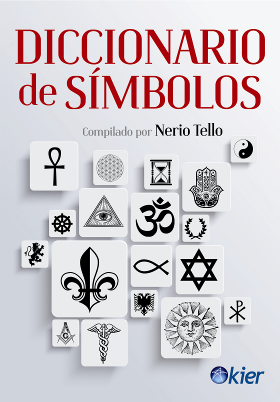 DICCIONARIO
de SÍMBOLOS
Compilado por Nerio Tello
kier